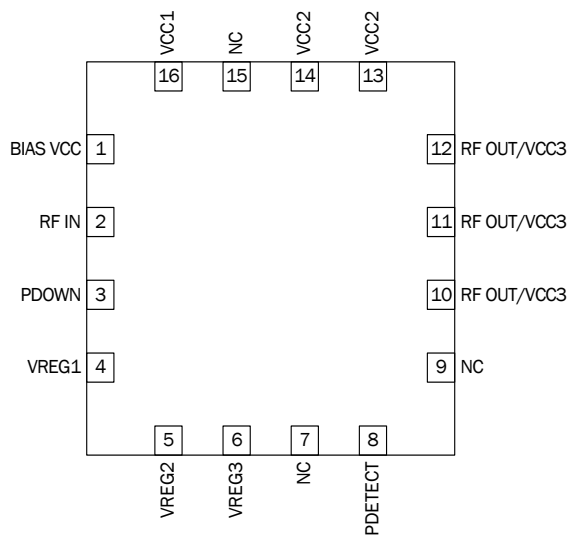 VCC1
NC
VCC2
VCC2
16
15
14
13
BIAS VCC 1
12 RF OUT/VCC3
RF IN 2
11 RF OUT/VCC3
PDOWN 3
10 RF OUT/VCC3
VREG1 4
9 NC
5
6
7
8
VREG2
VREG3
NC
PDETECT